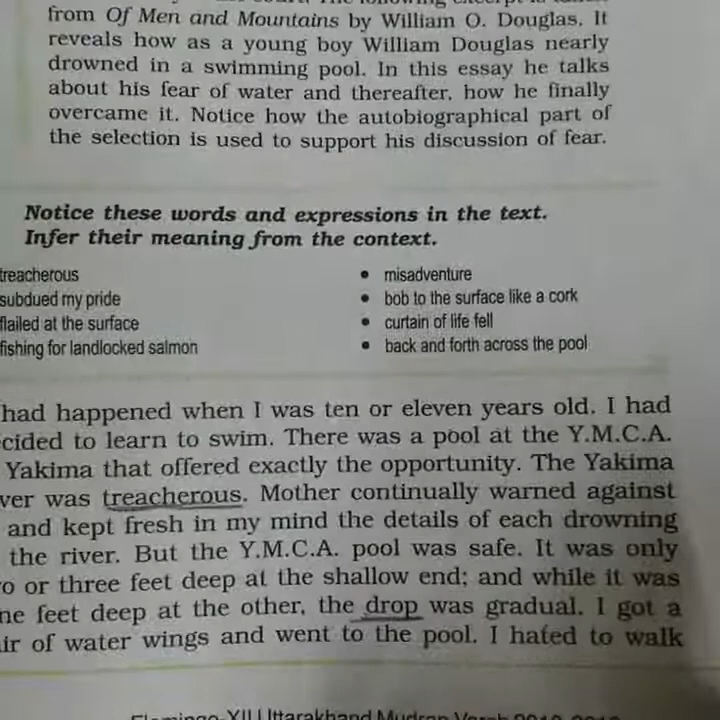 from Of Men and Mountains by William O. Douglas. It
reveals how as a young boy William Douglas nearly
drowned in a swimming pool. In this essay he talks
about his fear of water and thereafter, how he finally
overcame it. Notice how the autobiographical part of
the selection is used to support his discussion of fear.
Notice these words and expressions in the text.
Infer their meaning from the context.
treacherous
subdued my pride
flailed at the surface
fishing for landlocked salmon
• misadventure
• bob to the surface like a cork
• curtain of life fell
• back and forth across the pool
had happened when I was ten or eleven years old. I had
cided to learn to swim. There was a pool at the Y.M.C.A.
Yakima that offered exactly the opportunity. The Yakima
ver was treacherous. Mother continually warned against
and kept fresh in my mind the details of each drowning
the river. But the Y.M.C.A. pool was safe. It was only
o or three feet deep at the shallow end; and while it was
ne feet deep at the other, the drop was gradual. I got a
ir of water wings and went to the pool. I hated to walk